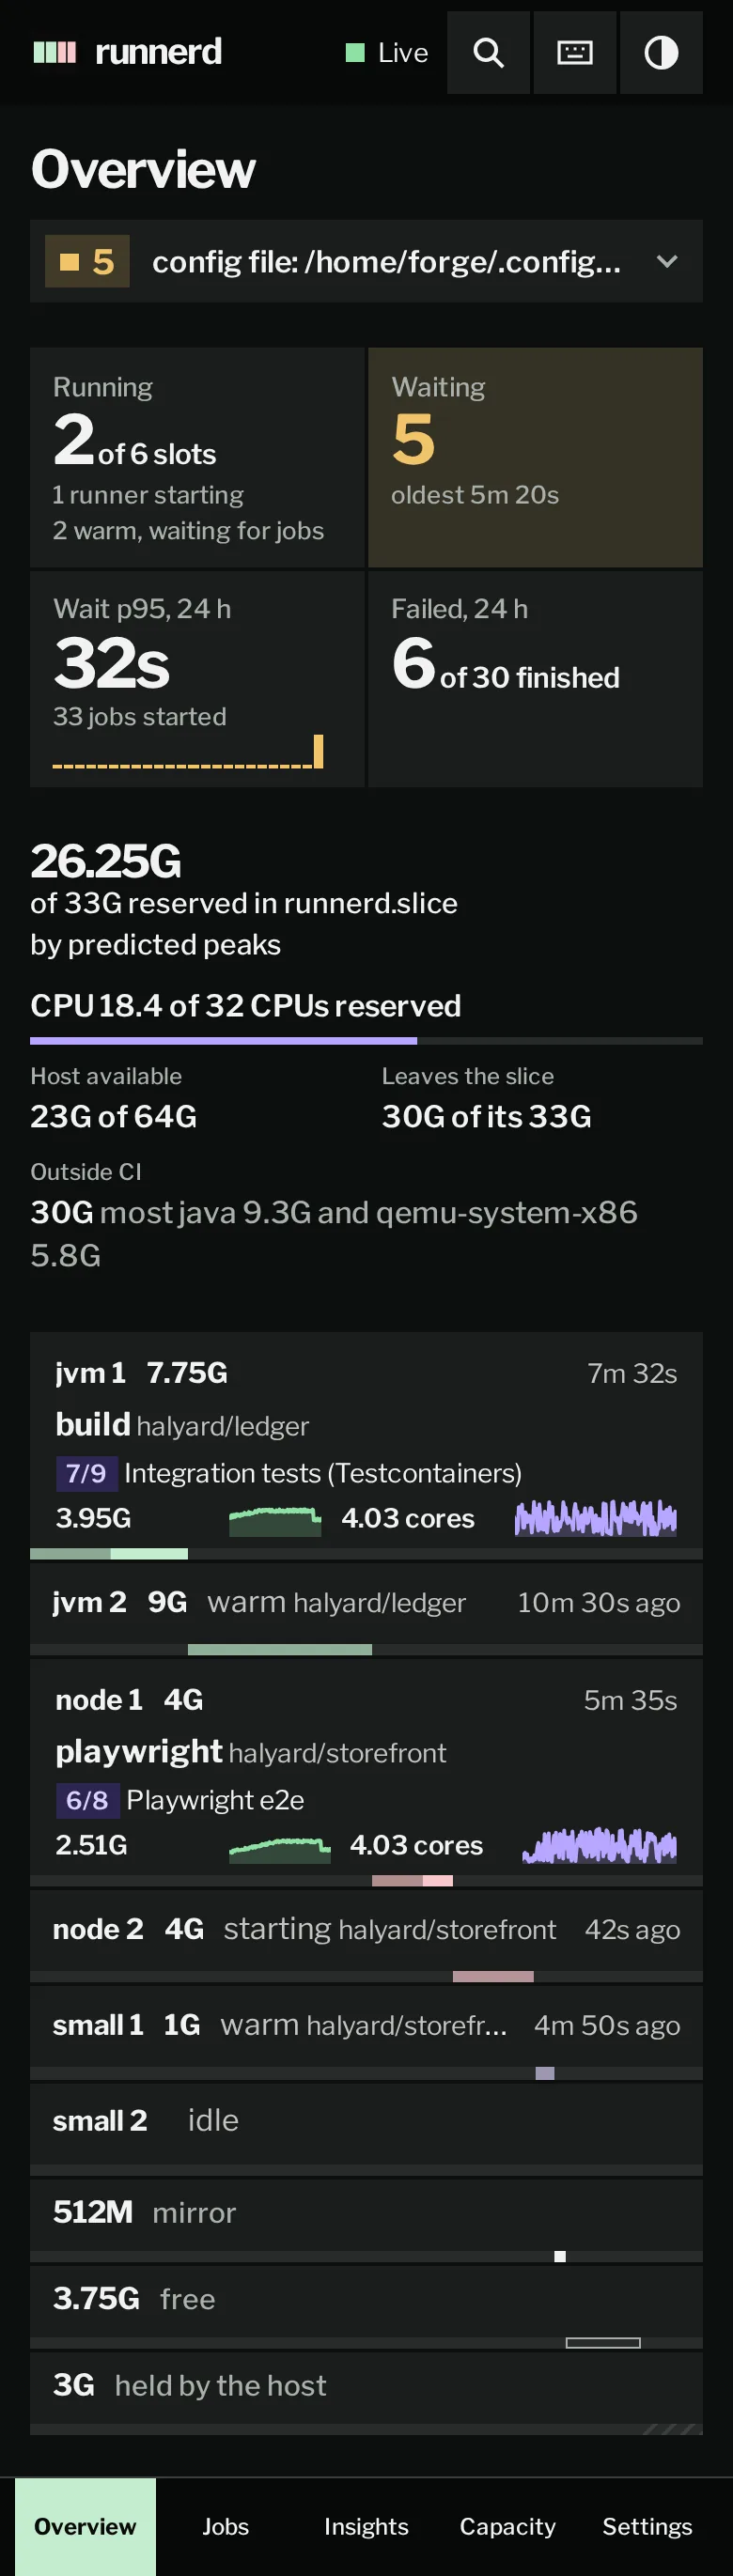 runnerd
Live
Overview
5 config file: /home/forge/.config...
Running
2 of 6 slots
1 runner starting
2 warm, waiting for jobs
Waiting
5
oldest 5m 20s
Wait p95, 24 h
32s
33 jobs started
Failed, 24 h
6 of 30 finished
26.25G
of 33G reserved in runnerd.slice
by predicted peaks
CPU 18.4 of 32 CPUs reserved
Host available
23G of 64G
Leaves the slice
30G of its 33G
Outside CI
30G most java 9.3G and qemu-system-x86
5.8G
jvm 1 7.75G 7m 32s
build halyard/ledger
7/9 Integration tests (Testcontainers)
3.95G 4.03 cores
jvm 2 9G warm halyard/ledger 10m 30s ago
node 1 4G 5m 35s
playwright halyard/storefront
6/8 Playwright e2e
2.51G 4.03 cores
node 2 4G starting halyard/storefront 42s ago
small 1 1G warm halyard/storefr... 4m 50s ago
small 2 idle
512M mirror
3.75G free
3G held by the host
Overview Jobs Insights Capacity Settings